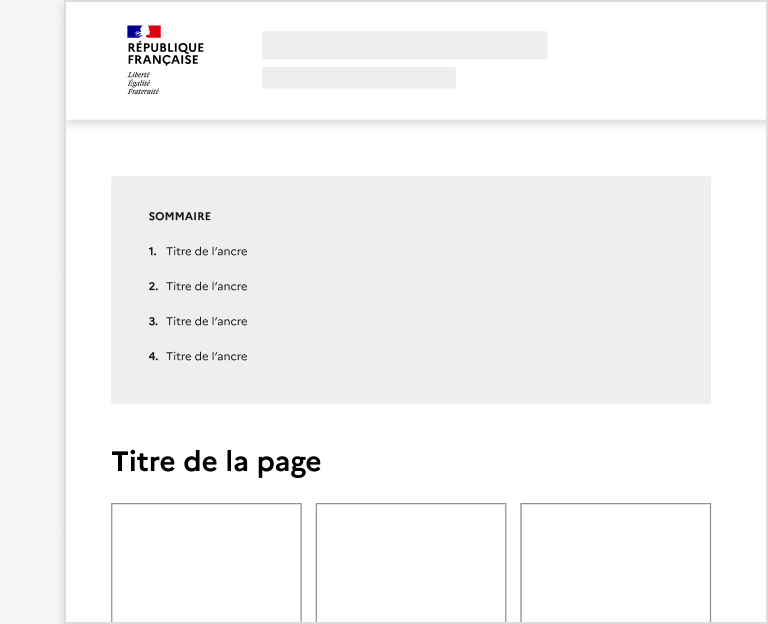 RÉPUBLIQUE
FRANÇAISE
Liberté
Égalité
Fraternité
SOMMAIRE
1. Titre de l’ancre
2. Titre de l’ancre
3. Titre de l’ancre
4. Titre de l’ancre
Titre de la page